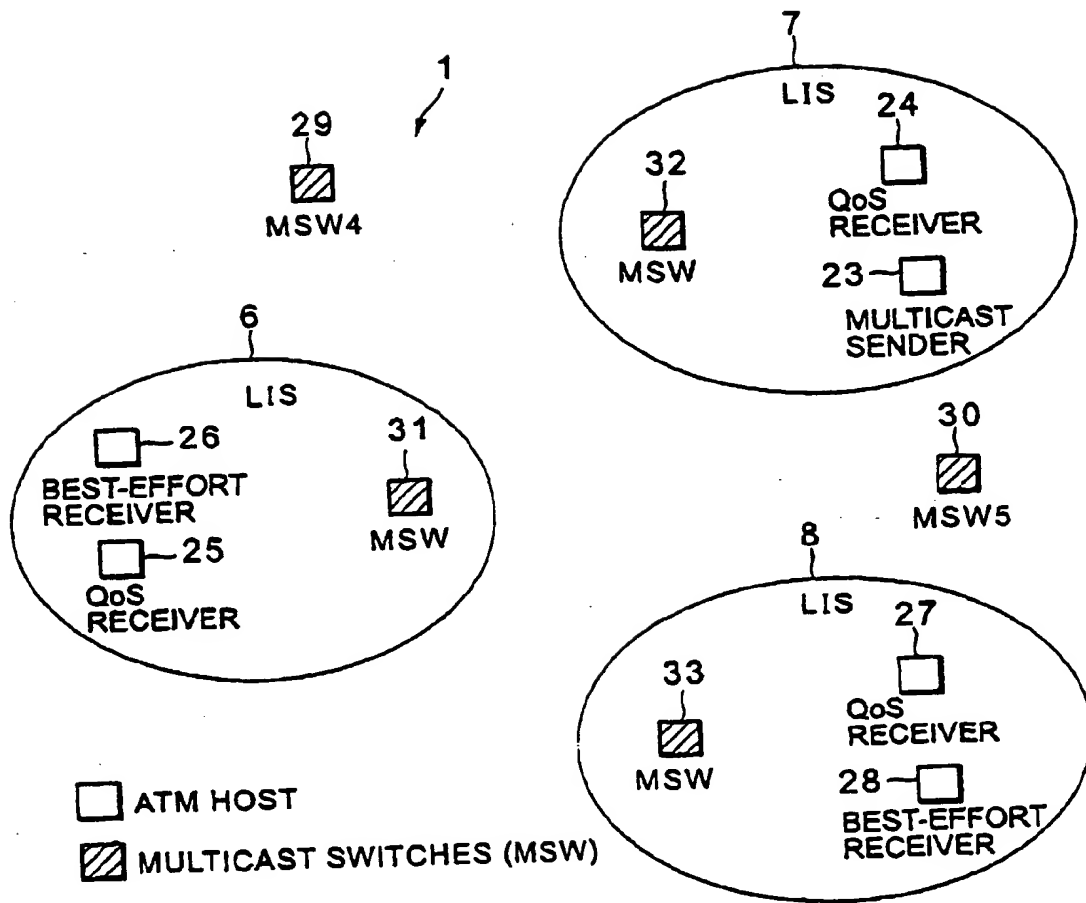 1
29
MSW4
7
LIS
24
32
QoS
RECEIVER
MSW
23
MULTICAST
SENDER
6
LIS
26
31
BEST-EFFORT
RECEIVER
MSW
25
QoS
RECEIVER
30
MSW5
8
LIS
27
33
QoS
RECEIVER
MSW
28
BEST-EFFORT
RECEIVER
ATM HOST
MULTICAST SWITCHES (MSW)